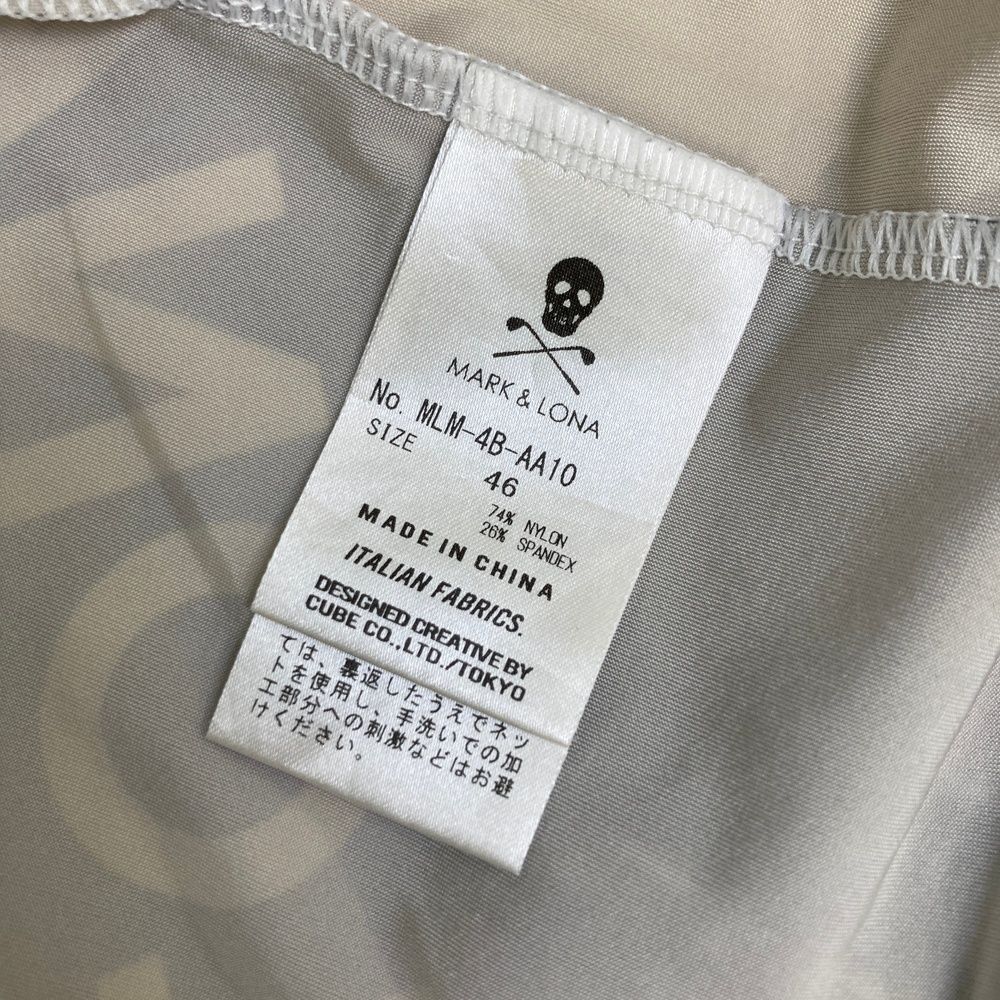 MARK & LONA
No. MLM-4B-AA10
SIZE 46
74% NYLON
26% SPANDEX
MADE IN CHINA
ITALIAN FABRICS.
DESIGNED CREATIVE BY
CUBE CO.,LTD./TOKYO
ては、裏返したうえでネッ
トを使用し、手洗いでの加
工部分への刺激などはお避
けください。